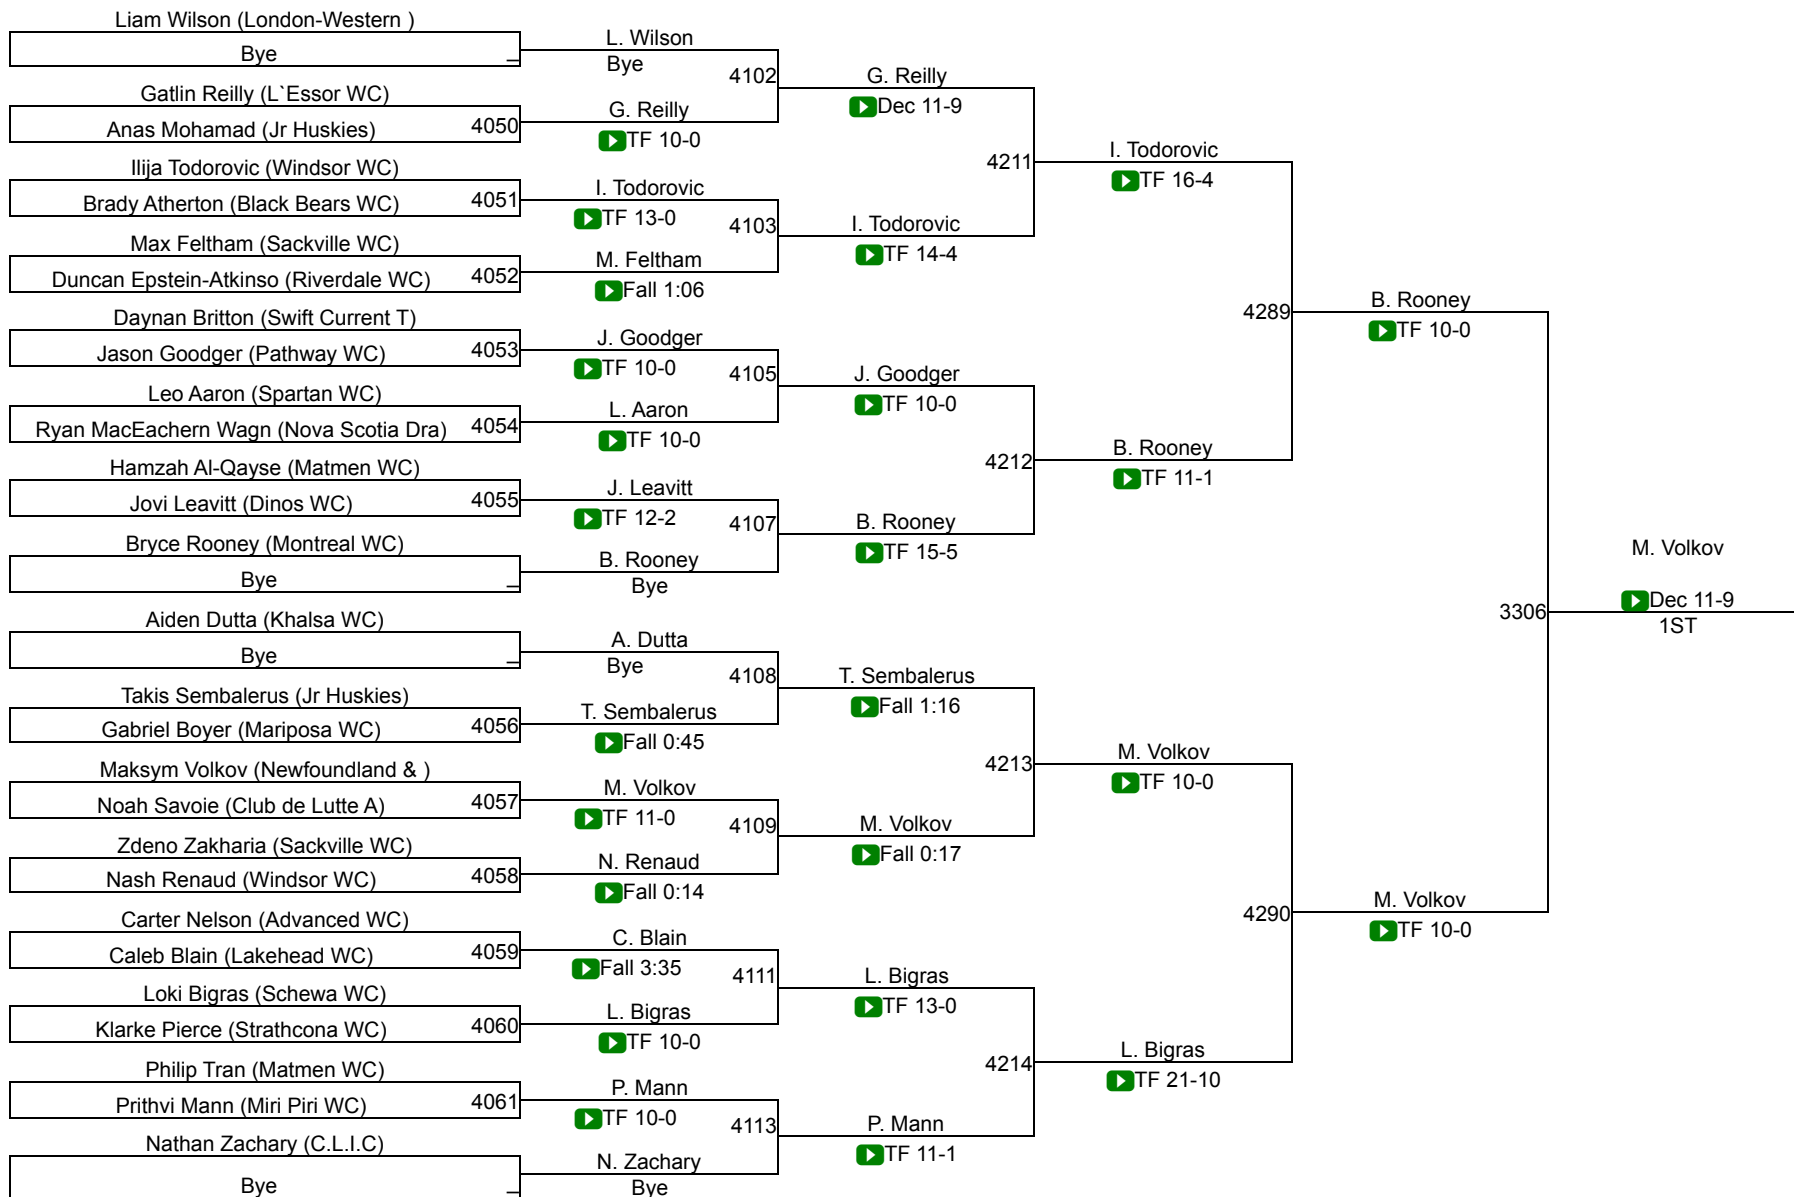 Liam Wilson (London-Western )
Bye _
L. Wilson
Bye
4102
Gatlin Reilly (L`Essor WC)
Anas Mohamad (Jr Huskies) 4050
G. Reilly
TF 10-0
G. Reilly
Dec 11-9
Ilija Todorovic (Windsor WC)
Brady Atherton (Black Bears WC) 4051
I. Todorovic
TF 13-0
4103
Max Feltham (Sackville WC)
Duncan Epstein-Atkinso (Riverdale WC) 4052
M. Feltham
Fall 1:06
I. Todorovic
TF 14-4
4211
I. Todorovic
TF 16-4
Daynan Britton (Swift Current T)
Jason Goodger (Pathway WC) 4053
J. Goodger
TF 10-0
4105
Leo Aaron (Spartan WC)
Ryan MacEachern Wagn (Nova Scotia Dra) 4054
L. Aaron
TF 10-0
J. Goodger
TF 10-0
Hamzah Al-Qayse (Matmen WC)
Jovi Leavitt (Dinos WC) 4055
J. Leavitt
TF 12-2
4107
Bryce Rooney (Montreal WC)
Bye _
B. Rooney
Bye
B. Rooney
TF 15-5
4212
B. Rooney
TF 11-1
4289
B. Rooney
TF 10-0
Aiden Dutta (Khalsa WC)
Bye _
A. Dutta
Bye
4108
Takis Sembalerus (Jr Huskies)
Gabriel Boyer (Mariposa WC) 4056
T. Sembalerus
Fall 0:45
T. Sembalerus
Fall 1:16
Maksym Volkov (Newfoundland & )
Noah Savoie (Club de Lutte A) 4057
M. Volkov
TF 11-0
4109
Zdeno Zakharia (Sackville WC)
Nash Renaud (Windsor WC) 4058
N. Renaud
Fall 0:14
M. Volkov
Fall 0:17
4213
M. Volkov
TF 10-0
Carter Nelson (Advanced WC)
Caleb Blain (Lakehead WC) 4059
C. Blain
Fall 3:35
4111
Loki Bigras (Schewa WC)
Klarke Pierce (Strathcona WC) 4060
L. Bigras
TF 10-0
L. Bigras
TF 13-0
Philip Tran (Matmen WC)
Prithvi Mann (Miri Piri WC) 4061
P. Mann
TF 10-0
4113
Nathan Zachary (C.L.I.C)
Bye _
N. Zachary
Bye
P. Mann
TF 11-1
4214
L. Bigras
TF 21-10
4290
M. Volkov
TF 10-0
3306
M. Volkov
Dec 11-9
1ST